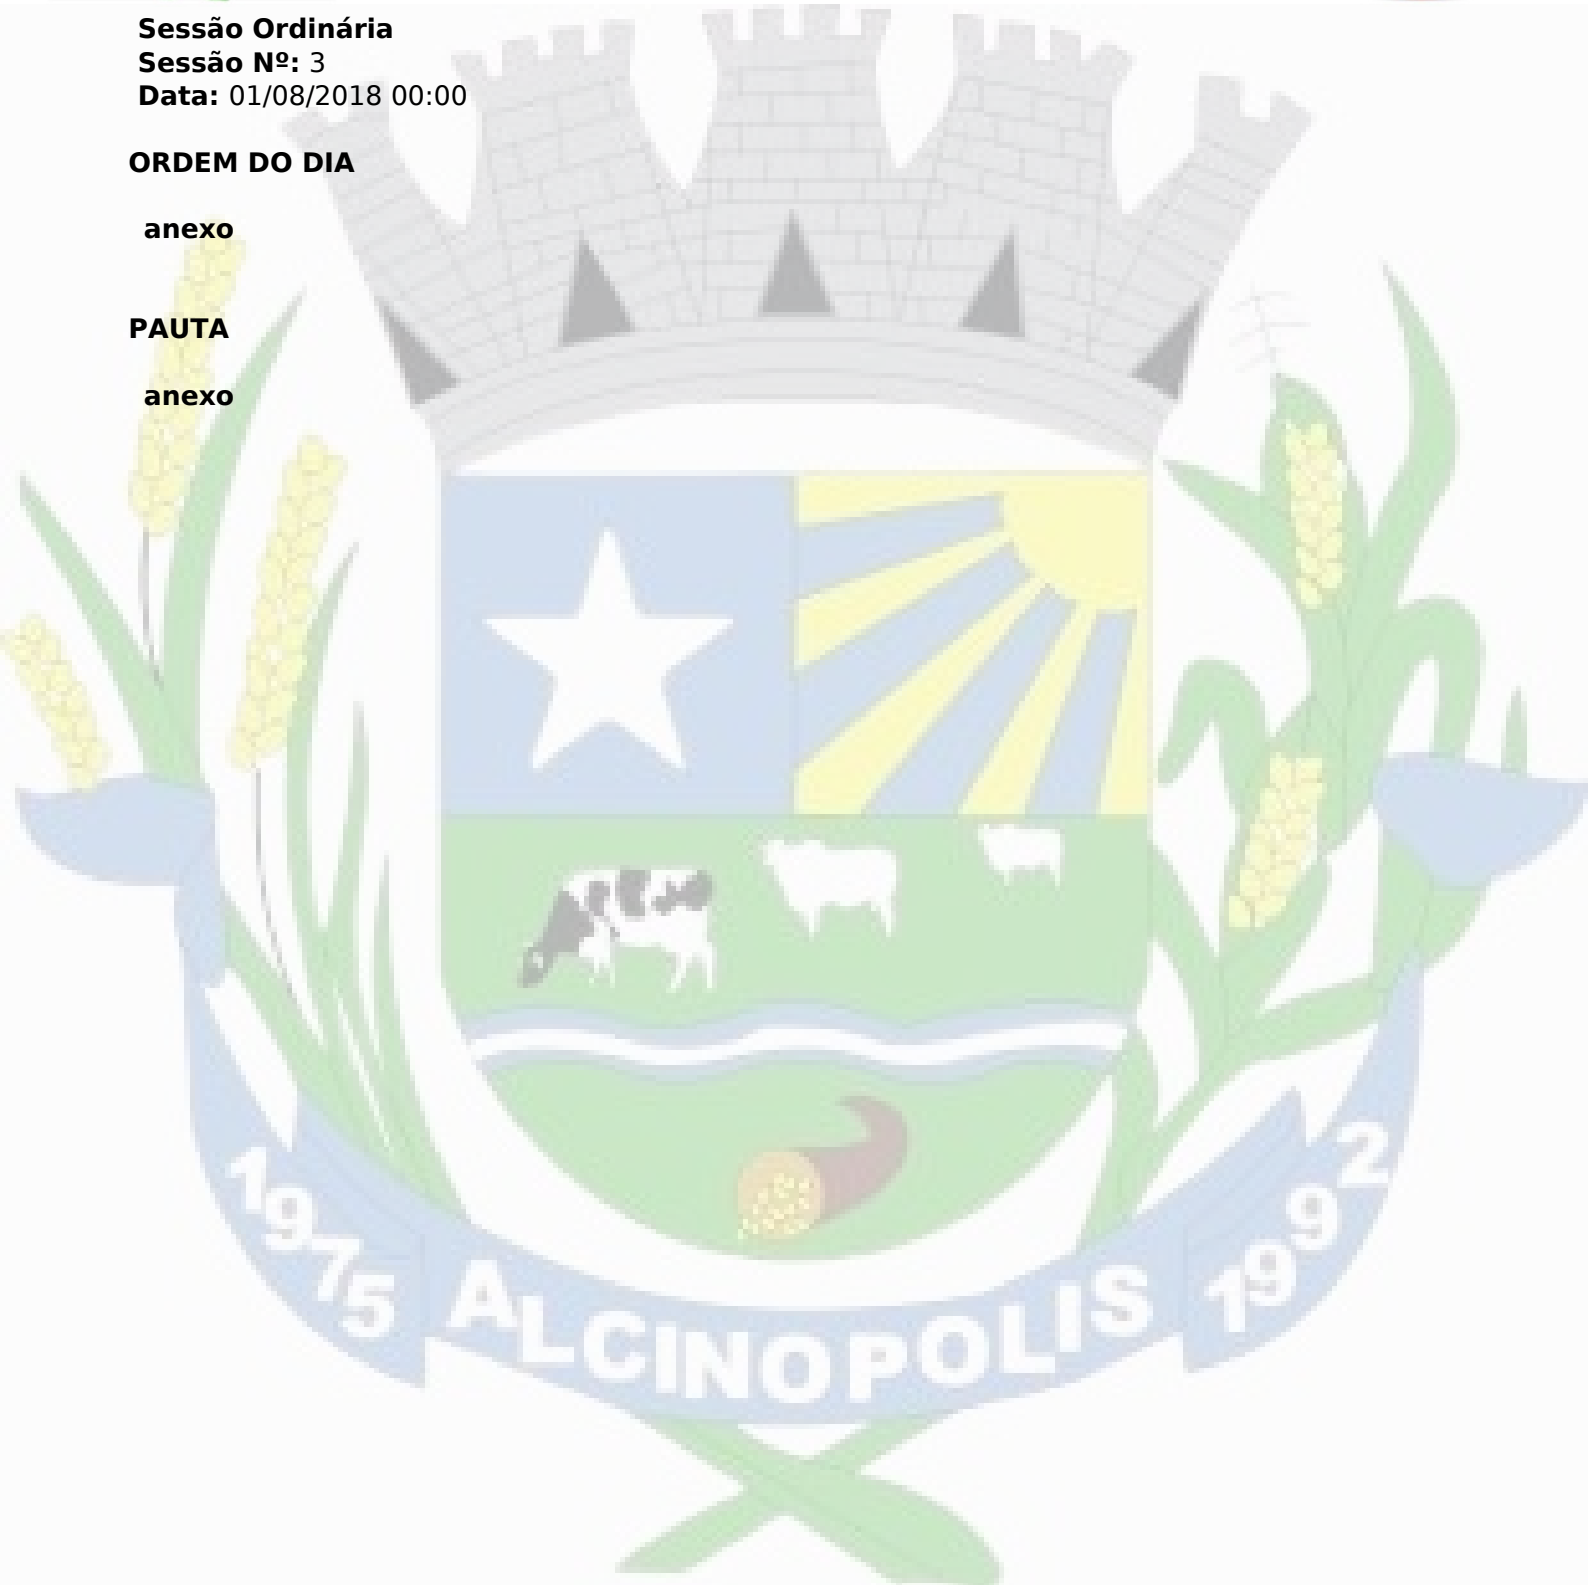 Sessão Ordinária
Sessão Nº: 3
Data: 01/08/2018 00:00
ORDEM DO DIA
anexo
PAUTA
anexo
1975 ALCINOPOLIS 1992